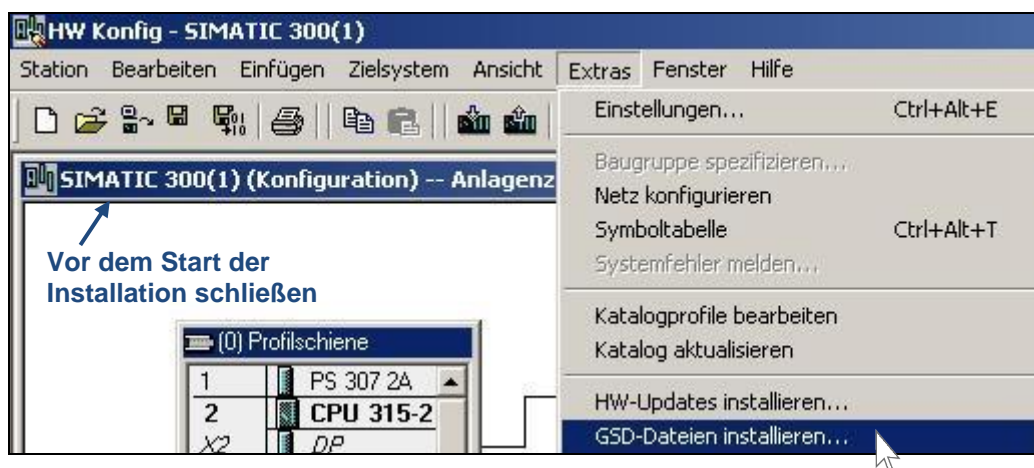 HW Konfig - SIMATIC 300(1)
Station Bearbeiten Einfügen Zielsystem Ansicht Extras Fenster Hilfe
SIMATIC 300(1) (Konfiguration) -- Anlagenz
Vor dem Start der
Installation schließen
(0) Profilschiene
1 PS 307 2A
2 CPU 315-2
X2 DP
Einstellungen... Ctrl+Alt+E
Baugruppe spezifizieren...
Netz konfigurieren
Symboltabelle Ctrl+Alt+T
Systemfehler melden...
Katalogprofile bearbeiten
Katalog aktualisieren
HW-Updates installieren...
GSD-Dateien installieren...